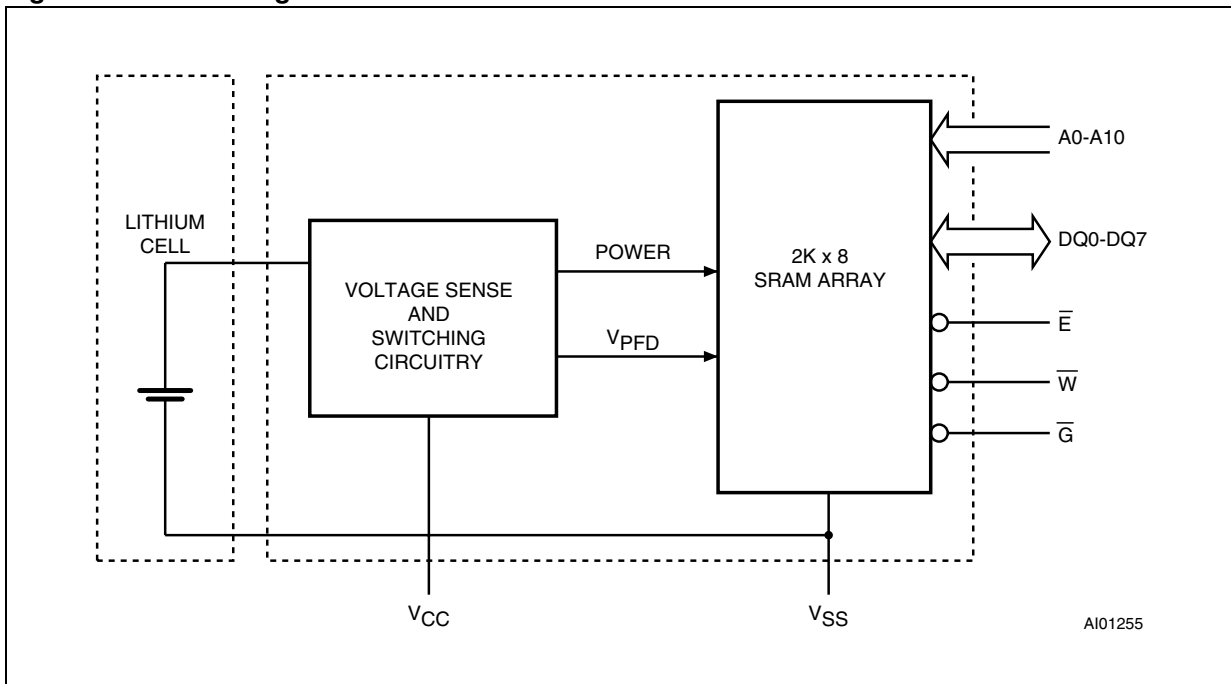 LITHIUM
CELL
VOLTAGE SENSE
AND
SWITCHING
CIRCUITRY
POWER
VPFD
2K x 8
SRAM ARRAY
A0-A10
DQ0-DQ7
E̅
W̅
G̅
VCC
VSS
AI01255